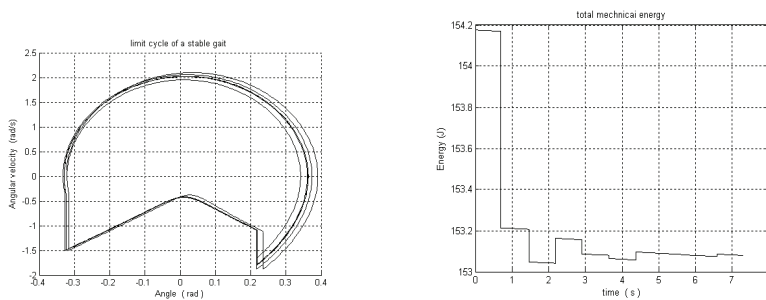 limit cycle of a stable gait
2.5
2
1.5
1
0.5
0
-0.5
-1
-1.5
-2
-0.4 -0.3 -0.2 -0.1 0 0.1 0.2 0.3 0.4
Angular velocity (rad/s)
Angle ( rad )
total mechnicai energy
154.2
154
153.8
153.6
153.4
153.2
153
0 1 2 3 4 5 6 7
Energy (J)
time ( s )